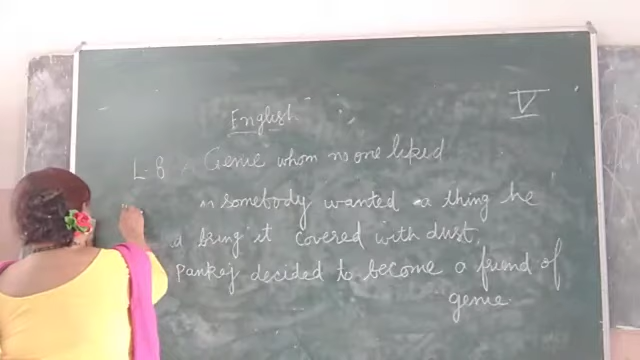 English
V
L-8 A Genie whom no one liked
n somebody wanted a thing he
d bring it covered with dust.
Pankaj decided to become a friend of
genie.